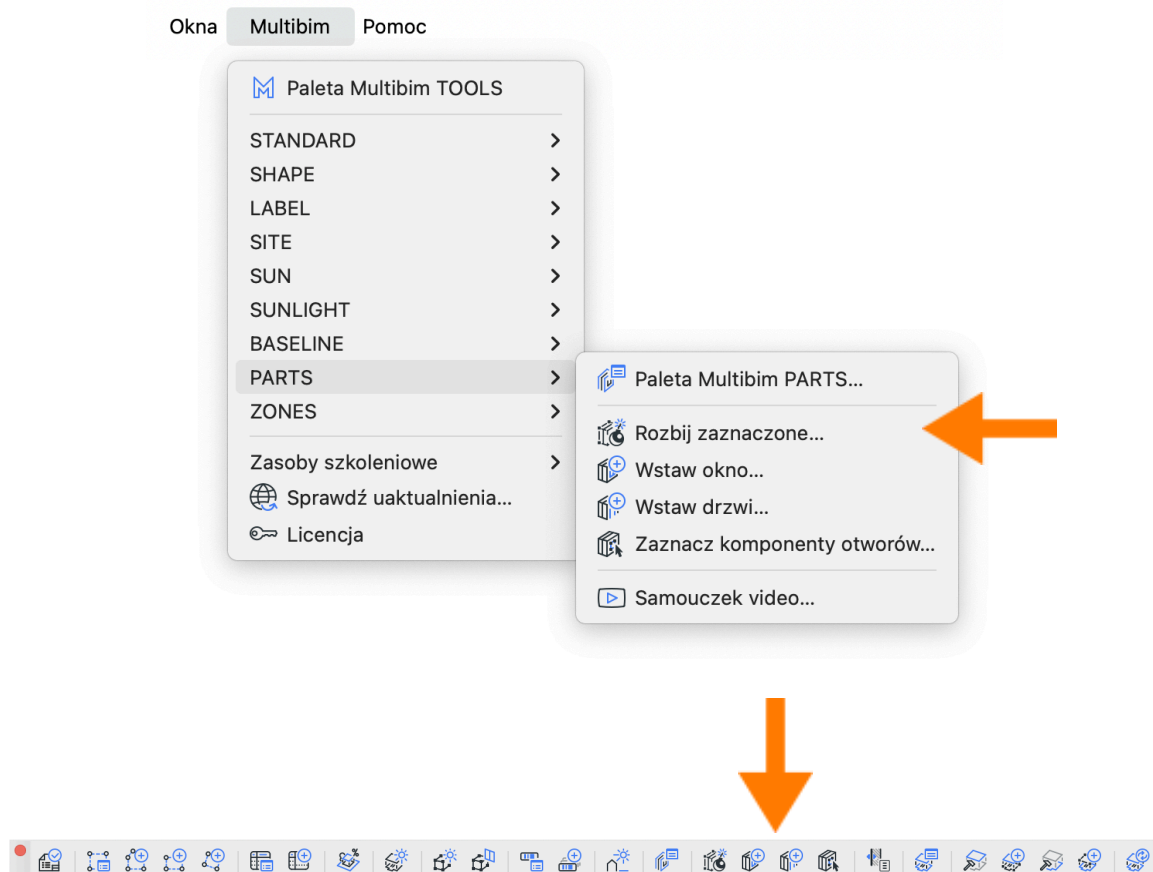 Okna Multibim Pomoc
Paleta Multibim TOOLS
STANDARD
SHAPE
LABEL
SITE
SUN
SUNLIGHT
BASELINE
PARTS
ZONES
Zasoby szkoleniowe
Sprawdź uaktualnienia...
Licencja
Paleta Multibim PARTS...
Rozbij zaznaczone...
Wstaw okno...
Wstaw drzwi...
Zaznacz komponenty otworów...
Samouczek video...